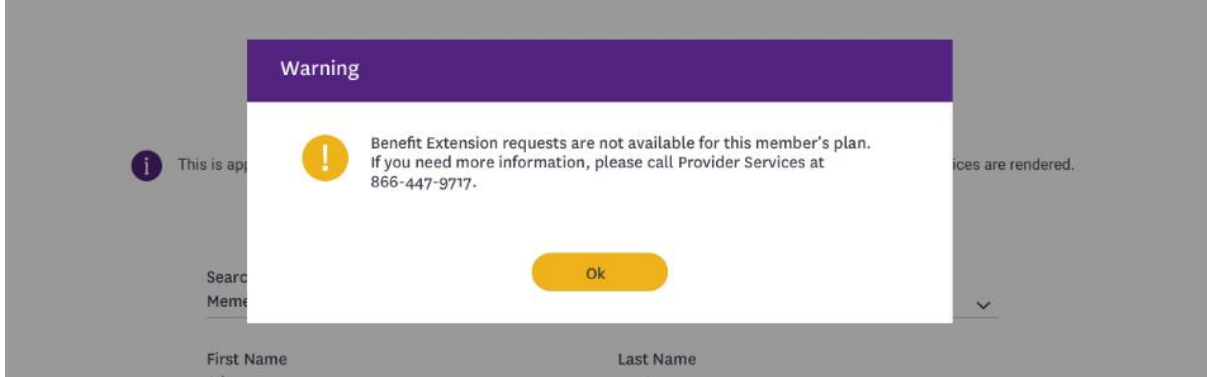 Warning
Benefit Extension requests are not available for this member's plan.
If you need more information, please call Provider Services at
866-447-9717.
This is
ices are rendered.
Ok
Searc
Meme
First Name
Last Name